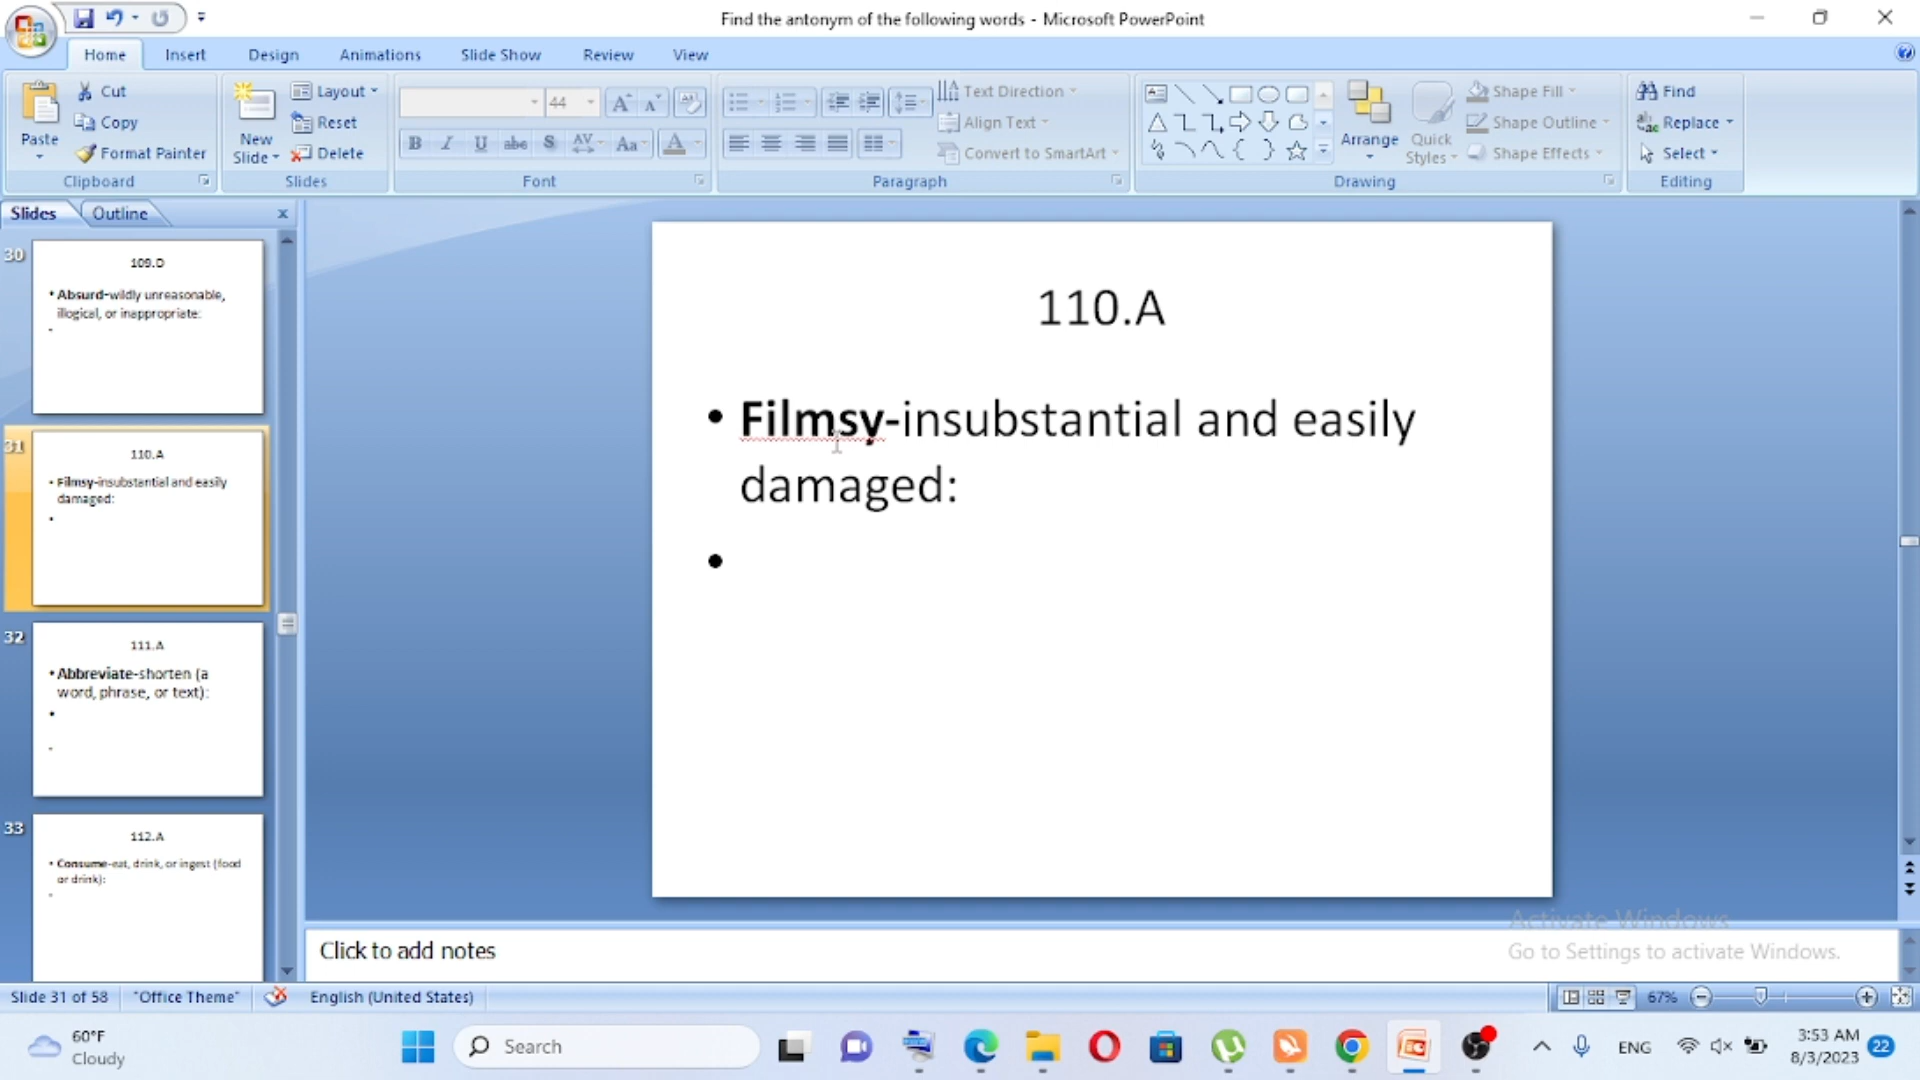 Find the antonym of the following words - Microsoft PowerPoint
Home Insert Design Animations Slide Show Review View
Paste
Cut
Copy
Format Painter
Clipboard
New Slide
Layout
Reset
Delete
Slides
44
B I U abe S AV Aa A
Font
Text Direction
Align Text
Convert to SmartArt
Paragraph
Arrange
Quick Styles
Shape Fill
Shape Outline
Shape Effects
Drawing
Find
Replace
Select
Editing
Slides Outline x
30
109.D
• Absurd-wildly unreasonable,
illogical, or inappropriate:
31
110.A
• Filmsy-insubstantial and easily
damaged:
•
32
111.A
• Abbreviate-shorten (a
word, phrase, or text):
•
33
112.A
• Consume-eat, drink, or ingest (food
or drink):
110.A
• Filmsy-insubstantial and easily
damaged:
•
Activate Windows
Go to Settings to activate Windows.
Click to add notes
Slide 31 of 58 "Office Theme" English (United States) 67%
60°F
Cloudy
Search
ENG
3:53 AM
8/3/2023
22